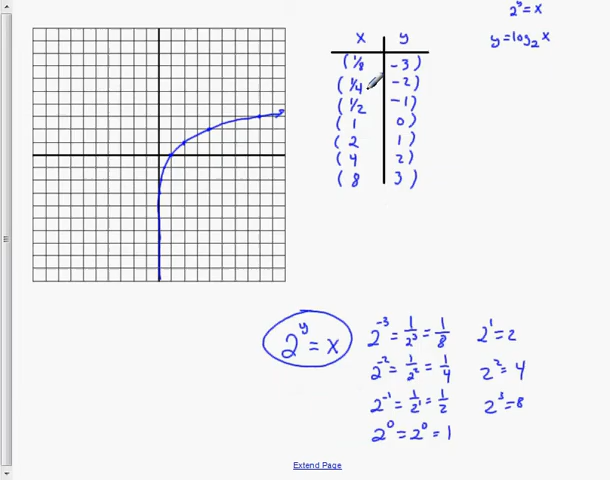 2^y = x
y = log₂ x
x | y
(1/8 | -3)
(1/4 | -2)
(1/2 | -1)
(1 | 0)
(2 | 1)
(4 | 2)
(8 | 3)
2^y = x
2^-3 = 1/2^3 = 1/8 2^1 = 2
2^-2 = 1/2^2 = 1/4 2^2 = 4
2^-1 = 1/2^1 = 1/2 2^3 = 8
2^0 = 2^0 = 1
Extend Page